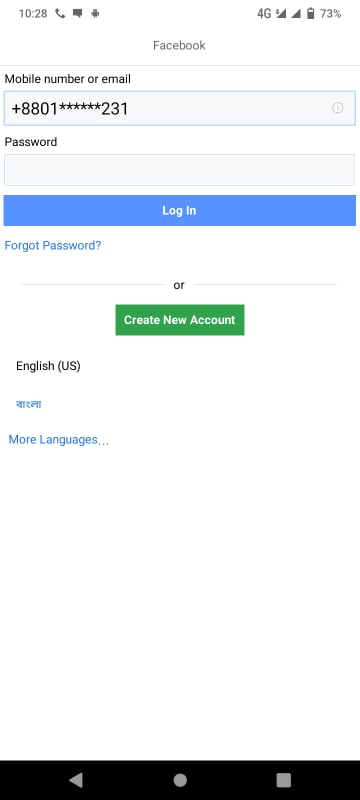 10:28
4G 73%
Facebook
Mobile number or email
+8801******231
Password
Log In
Forgot Password?
or
Create New Account
English (US)
বাংলা
More Languages...